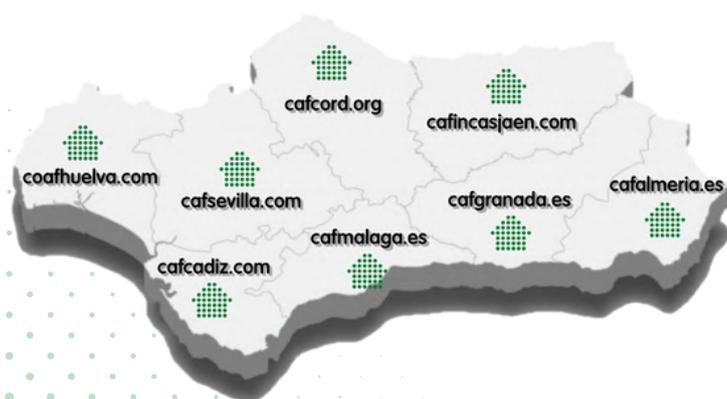 cafcord.org
cafincasjaen.com
coafhuelva.com
cafsevilla.com
cafgranada.es
cafalmeria.es
cafmalaga.es
cafcadiz.com